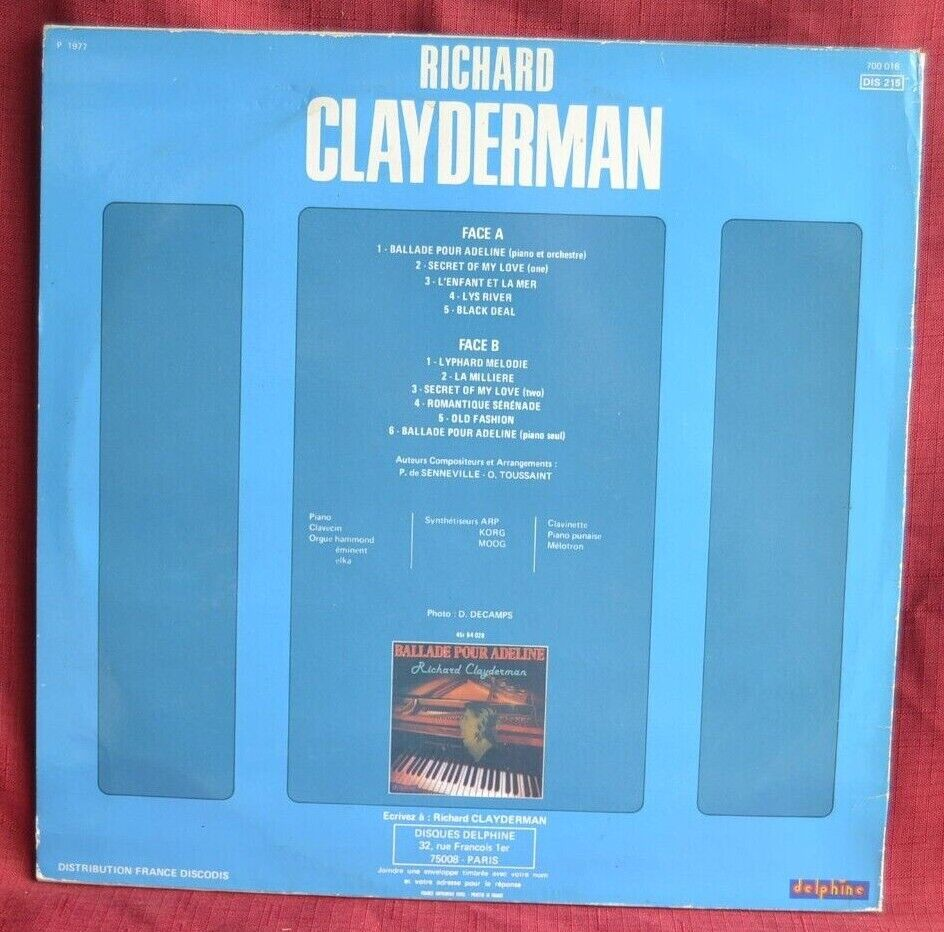 P 1977
RICHARD
CLAYDERMAN
700 016
DIS 215
FACE A
1 - BALLADE POUR ADELINE (piano et orchestre)
2 - SECRET OF MY LOVE (one)
3 - L'ENFANT ET LA MER
4 - LYS RIVER
5 - BLACK DEAL
FACE B
1 - LYPHARD MELODIE
2 - LA MILLIERE
3 - SECRET OF MY LOVE (two)
4 - ROMANTIQUE SÉRÉNADE
5 - OLD FASHION
6 - BALLADE POUR ADELINE (piano seul)
Auteurs Compositeurs et Arrangements :
P. de SENNEVILLE - O. TOUSSAINT
Piano
Clavecin
Orgue hammond
éminent
elka
Synthétiseurs ARP
KORG
MOOG
Clavinette
Piano punaise
Mélotron
Photo : D. DECAMPS
45t 64 028
BALLADE POUR ADELINE
Richard Clayderman
Ecrivez à : Richard CLAYDERMAN
DISQUES DELPHINE
32, rue Francois 1er
75008 - PARIS
Joindre une enveloppe timbrée avec votre nom
et votre adresse pour la réponse
DISTRIBUTION FRANCE DISCODIS
delphine